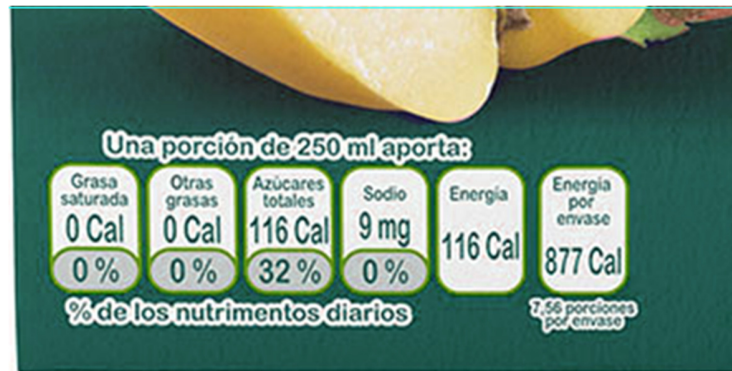 Una porción de 250 ml aporta:
Grasa saturada
0 Cal
0 %
Otras grasas
0 Cal
0 %
Azúcares totales
116 Cal
32 %
Sodio
9 mg
0 %
Energía
116 Cal
Energía por envase
877 Cal
% de los nutrimentos diarios
7,56 porciones
por envase